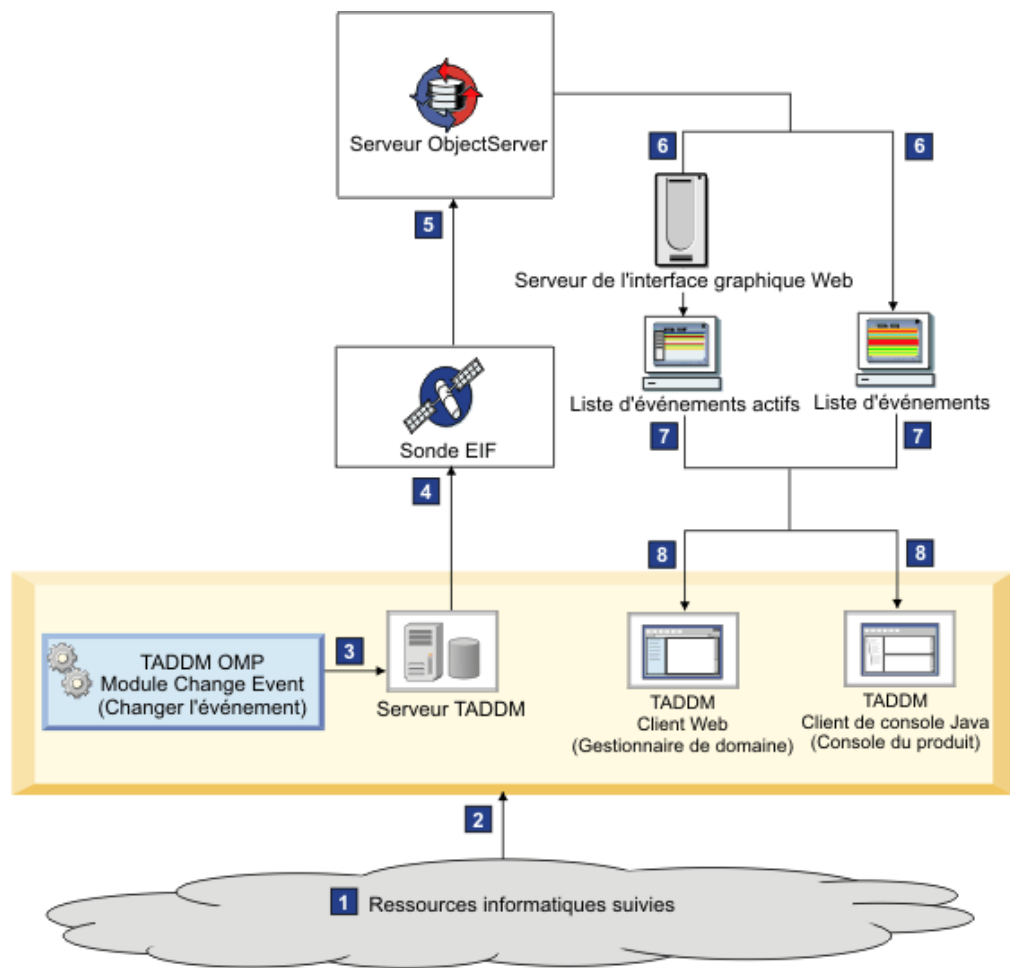 Serveur ObjectServer
6
6
5
Serveur de l'interface graphique Web
Liste d'événements actifs
Liste d'événements
7
7
Sonde EIF
4
8
8
3
TADDM OMP
Module Change Event
(Changer l'événement)
Serveur TADDM
TADDM
Client Web
(Gestionnaire de domaine)
TADDM
Client de console Java
(Console du produit)
2
1 Ressources informatiques suivies